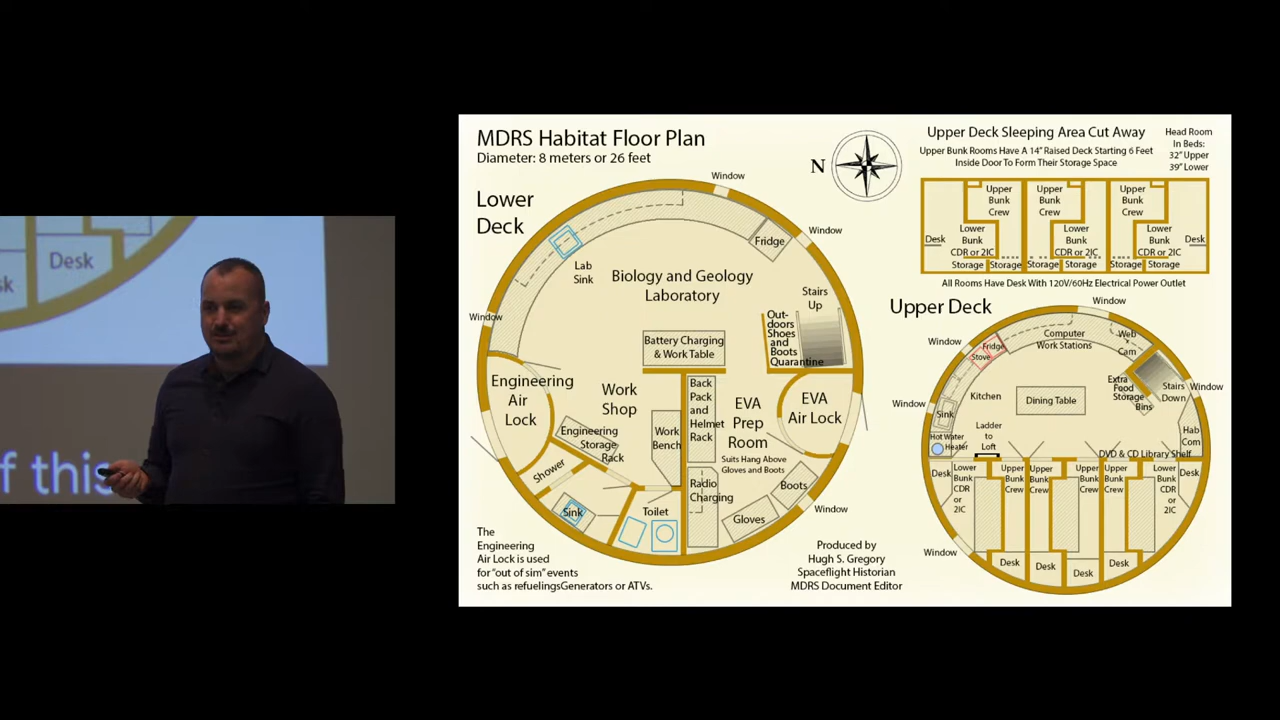 Desk
sk
f this
MDRS Habitat Floor Plan
Diameter: 8 meters or 26 feet
N
Lower
Deck
Window
Window
Window
Window
Lab
Sink
Fridge
Biology and Geology
Laboratory
Stairs
Up
Out-
doors
Shoes
and
Boots
Quarantine
Battery Charging
& Work Table
Engineering
Air
Lock
Work
Shop
Back
Pack
and
Helmet
Rack
EVA
Prep
Room
EVA
Air Lock
Engineering
Storage
Rack
Work
Bench
Suits Hang Above
Gloves and Boots
Shower
Radio
Charging
Boots
Sink
Toilet
Gloves
The
Engineering
Air Lock is used
for "out of sim" events
such as refuelingsGenerators or ATVs.
Produced by
Hugh S. Gregory
Spaceflight Historian
MDRS Document Editor
Upper Deck Sleeping Area Cut Away
Upper Bunk Rooms Have A 14" Raised Deck Starting 6 Feet
Inside Door To Form Their Storage Space
Head Room
In Beds:
32" Upper
39" Lower
Upper
Bunk
Crew
Upper
Bunk
Crew
Upper
Bunk
Crew
Desk
Lower
Bunk
CDR or 2IC
Lower
Bunk
CDR or 2IC
Lower
Bunk
CDR or 2IC
Desk
Storage
Storage
Storage
Storage
Storage
Storage
All Rooms Have Desk With 120V/60Hz Electrical Power Outlet
Upper Deck
Window
Window
Window
Window
Window
Computer
Work Stations
Web
Cam
Fridge
Stove
Extra
Food
Storage
Bins
Stairs
Down
Kitchen
Dining Table
Sink
Ladder
to
Loft
Hot Water
Heater
Hab
Com
DVD & CD Library Shelf
Desk
Lower
Bunk
CDR
or
2IC
Upper
Bunk
Crew
Upper
Bunk
Crew
Upper
Bunk
Crew
Upper
Bunk
Crew
Lower
Bunk
CDR
or
2IC
Desk
Desk
Desk
Desk
Desk